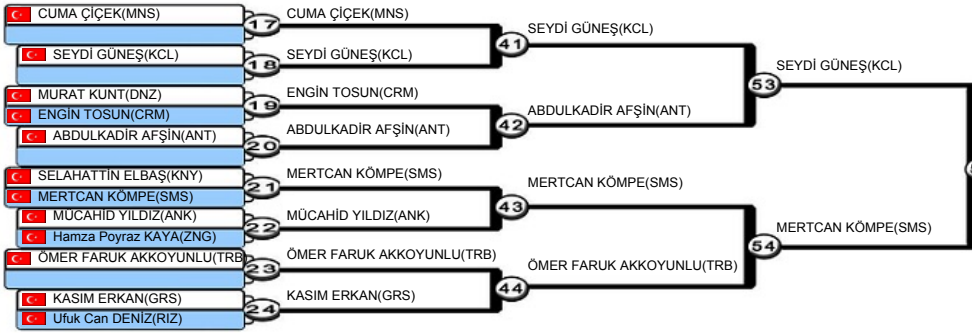 CUMA ÇİÇEK(MNS)
17
CUMA ÇİÇEK(MNS)
SEYDİ GÜNEŞ(KCL)
18
SEYDİ GÜNEŞ(KCL)
41
SEYDİ GÜNEŞ(KCL)
MURAT KUNT(DNZ)
ENGİN TOSUN(CRM)
19
ENGİN TOSUN(CRM)
ABDULKADİR AFŞİN(ANT)
20
ABDULKADİR AFŞİN(ANT)
42
ABDULKADİR AFŞİN(ANT)
53
SEYDİ GÜNEŞ(KCL)
SELAHATTİN ELBAŞ(KNY)
MERTCAN KÖMPE(SMS)
21
MERTCAN KÖMPE(SMS)
MÜCAHİD YILDIZ(ANK)
Hamza Poyraz KAYA(ZNG)
22
MÜCAHİD YILDIZ(ANK)
43
MERTCAN KÖMPE(SMS)
ÖMER FARUK AKKOYUNLU(TRB)
23
ÖMER FARUK AKKOYUNLU(TRB)
KASIM ERKAN(GRS)
Ufuk Can DENİZ(RIZ)
24
KASIM ERKAN(GRS)
44
ÖMER FARUK AKKOYUNLU(TRB)
54
MERTCAN KÖMPE(SMS)